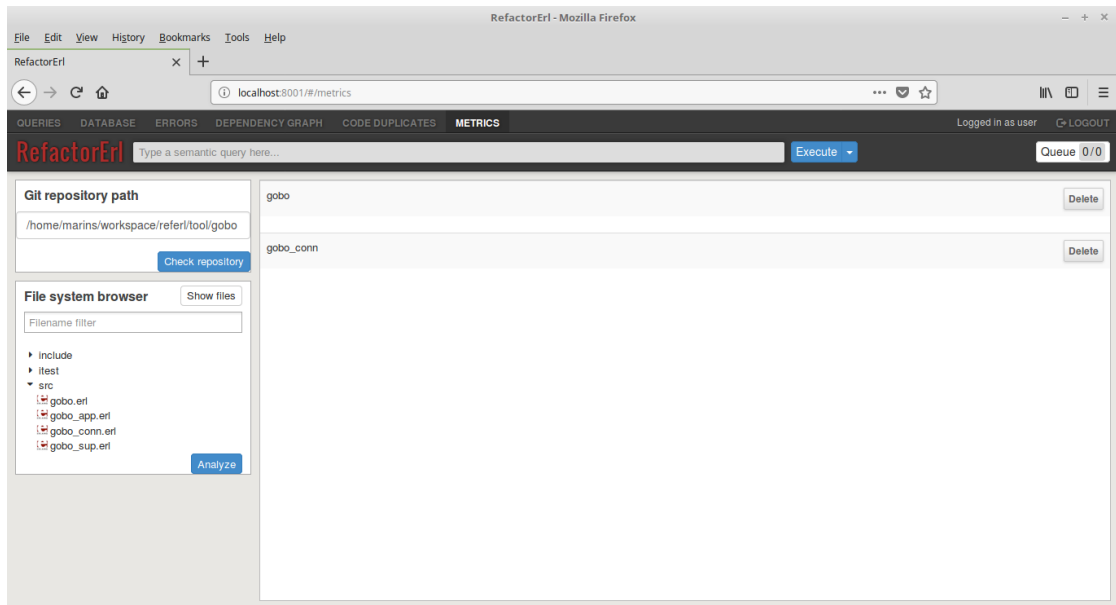 RefactorErl - Mozilla Firefox
File Edit View History Bookmarks Tools Help
RefactorErl
localhost:8001/#/metrics
QUERIES DATABASE ERRORS DEPENDENCY GRAPH CODE DUPLICATES METRICS Logged in as user LOGOUT
RefactorErl Type a semantic query here... Execute Queue 0/0
Git repository path
/home/marins/workspace/referl/tool/gobo
Check repository
File system browser Show files
Filename filter
include
itest
src
gobo.erl
gobo_app.erl
gobo_conn.erl
gobo_sup.erl
Analyze
gobo Delete
gobo_conn Delete